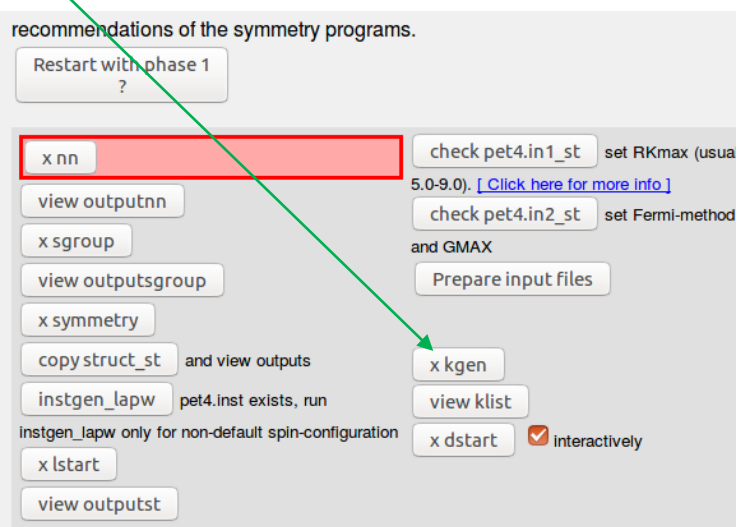 recommendations of the symmetry programs.
Restart with phase 1
?
x nn
view outputnn
x sgroup
view outputsgroup
x symmetry
copy struct_st and view outputs
instgen_lapw pet4.inst exists, run
instgen_lapw only for non-default spin-configuration
x lstart
view outputst
check pet4.in1_st set RKmax (usual
5.0-9.0). [ Click here for more info ]
check pet4.in2_st set Fermi-method
and GMAX
Prepare input files
x kgen
view klist
x dstart interactively